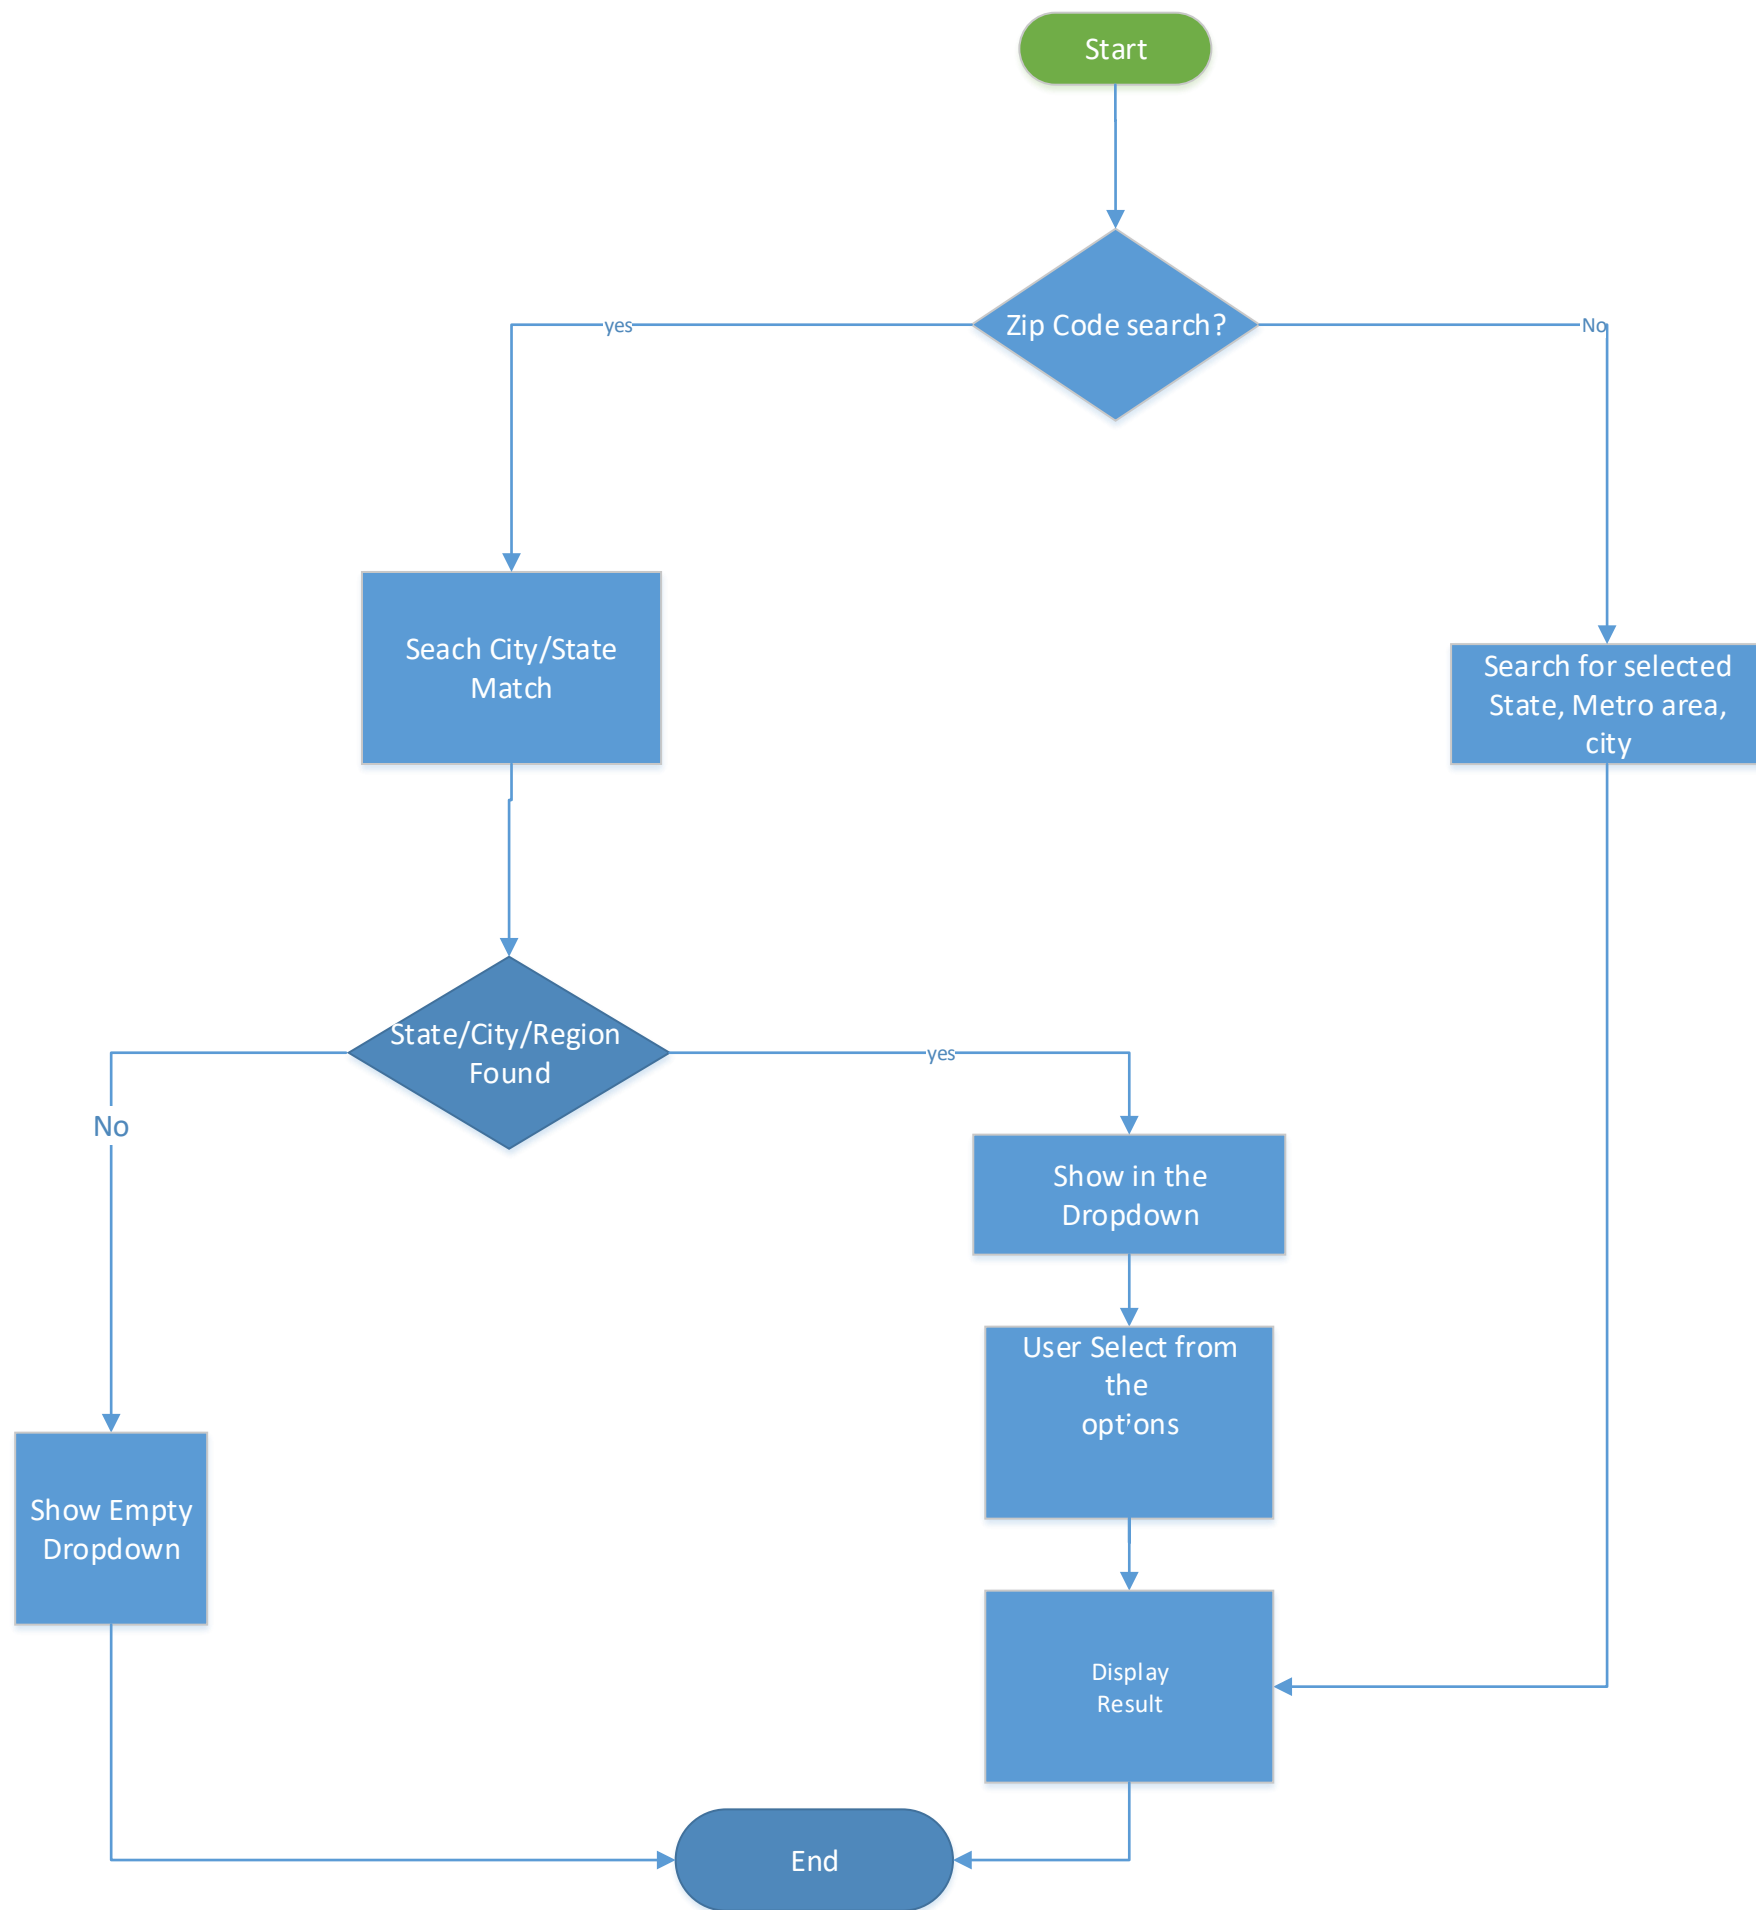 Start
Zip Code search?
yes
No
Seach City/State
Match
Search for selected
State, Metro area,
city
State/City/Region
Found
yes
No
Show in the
Dropdown
User Select from
the
options
Show Empty
Dropdown
Display
Result
End